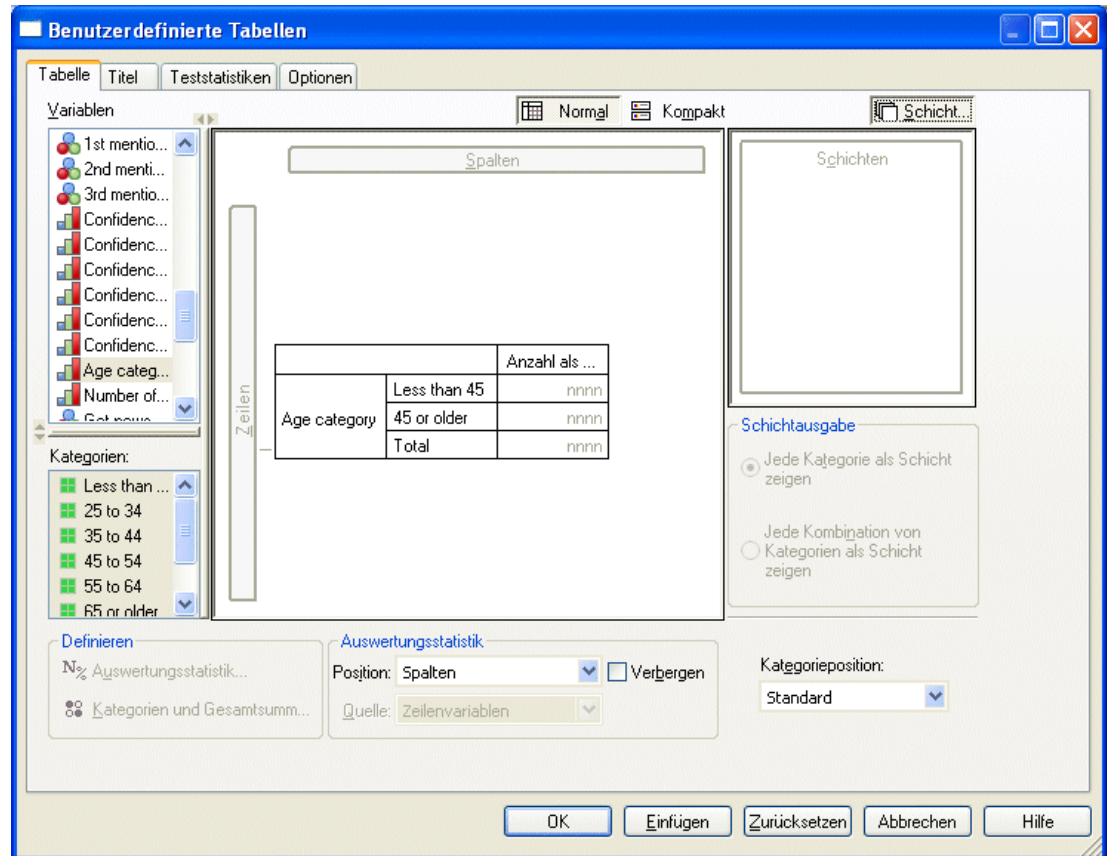 Benutzerdefinierte Tabellen
Tabelle Titel Teststatistiken Optionen
Variablen
Normal Kompakt Schicht...
1st mentio...
2nd menti...
3rd mentio...
Confidenc...
Confidenc...
Confidenc...
Confidenc...
Confidenc...
Confidenc...
Age categ...
Number of...
Spalten
Zeilen
Anzahl als ...
Age category
Less than 45 nnnn
45 or older nnnn
Total nnnn
Schichten
Schichtausgabe
Jede Kategorie als Schicht
zeigen
Jede Kombination von
Kategorien als Schicht
zeigen
Kategorien:
Less than ...
25 to 34
35 to 44
45 to 54
55 to 64
65 or older
Definieren
N% Auswertungsstatistik...
Kategorien und Gesamtsumm...
Auswertungsstatistik
Position: Spalten Verbergen
Quelle: Zeilenvariablen
Kategorieposition:
Standard
OK Einfügen Zurücksetzen Abbrechen Hilfe